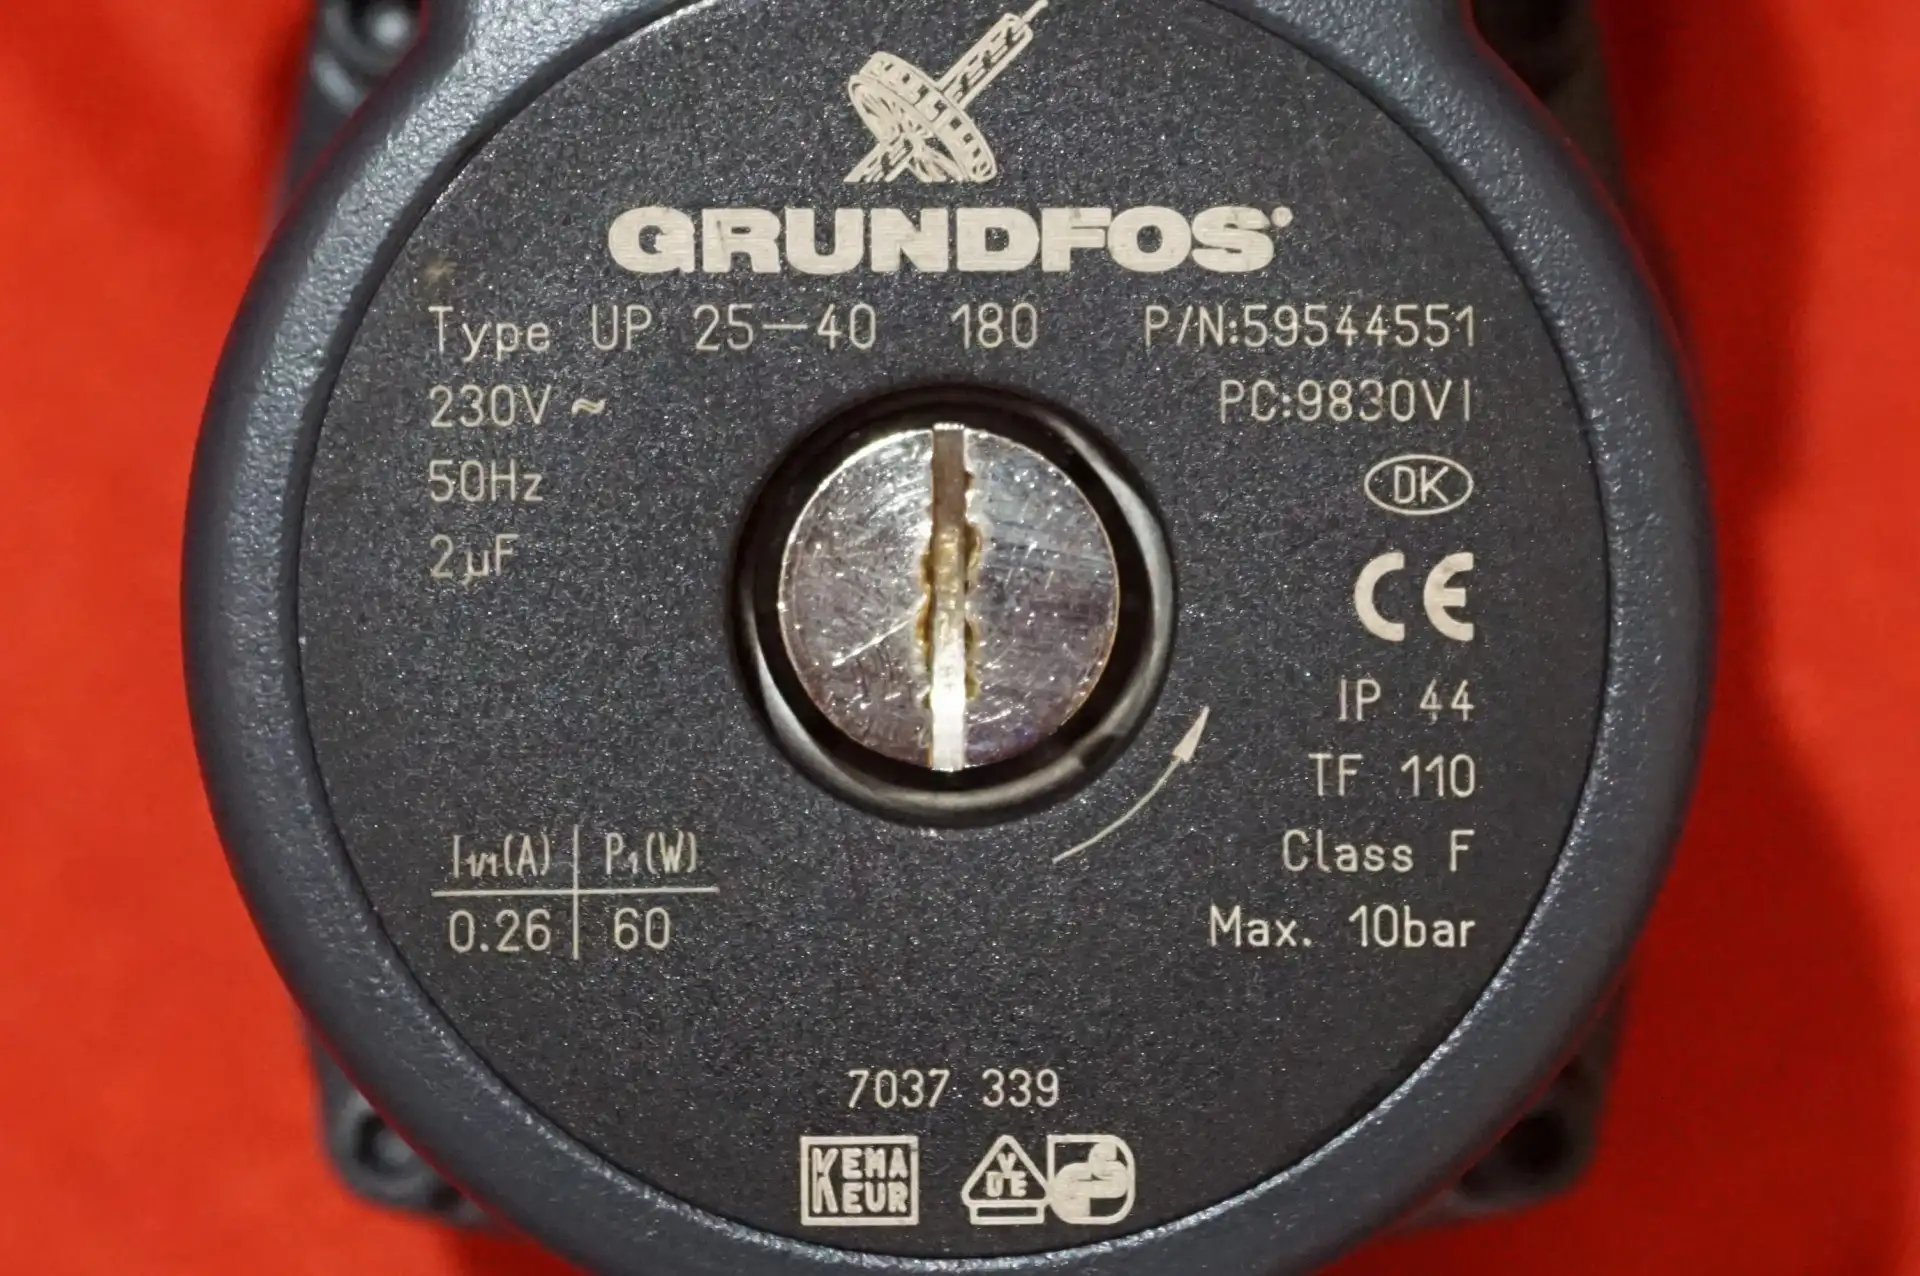 GRUNDFOS®
Type UP 25-40 180 P/N:59544551
230V ~ PC:9830VI
50Hz DK
2µF CE
IP 44
TF 110
I1/1(A) P1(W) Class F
0.26 60 Max. 10bar
7037 339
KEMA
KEUR
VDE